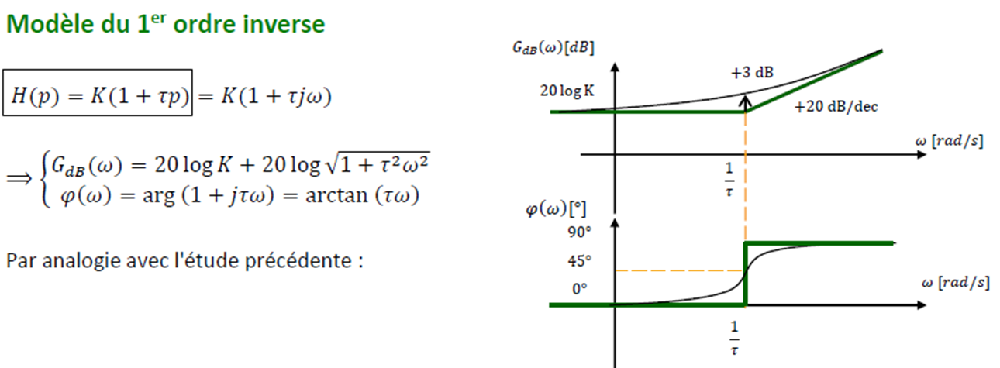 Modèle du 1er ordre inverse
H(p) = K(1 + τp) = K(1 + τjω)
⟹ { G_dB(ω) = 20 log K + 20 log √(1 + τ²ω²)
φ(ω) = arg (1 + jτω) = arctan (τω)
Par analogie avec l'étude précédente :
G_dB(ω)[dB]
+3 dB
20 log K
+20 dB/dec
ω [rad/s]
1/τ
φ(ω)[°]
90°
45°
0°
ω [rad/s]
1/τ